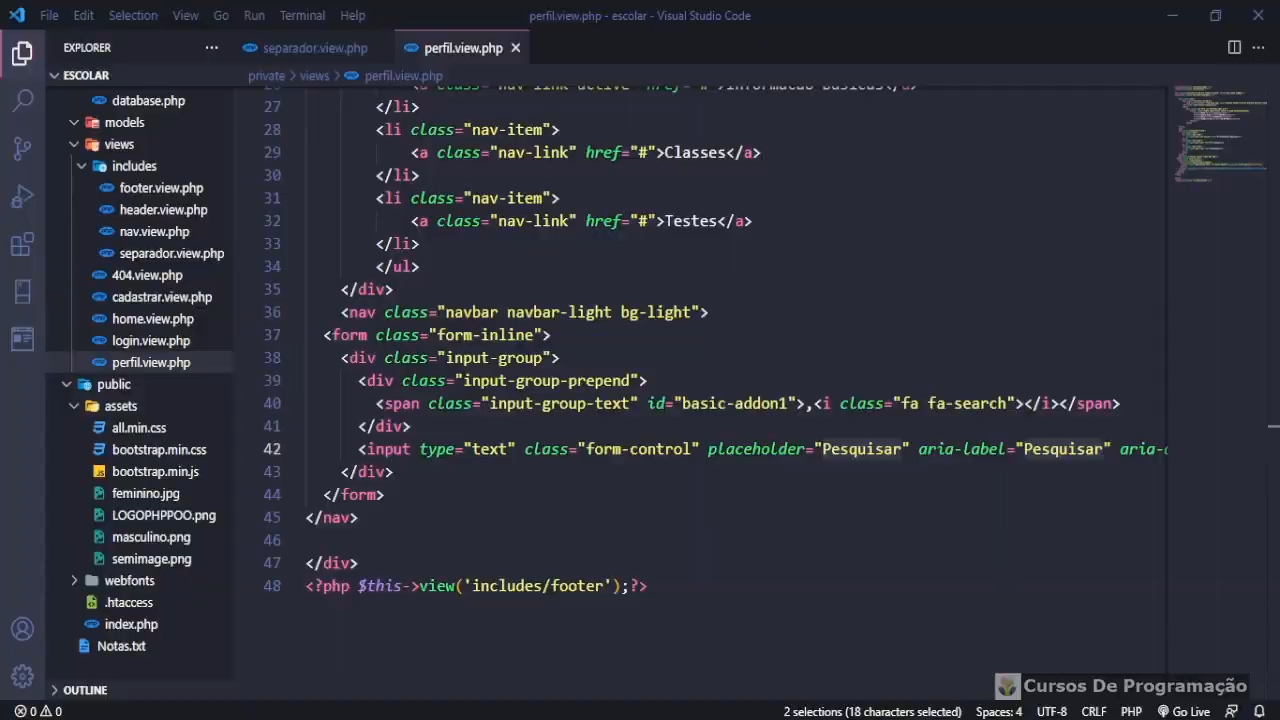 File Edit Selection View Go Run Terminal Help
perfil.view.php - escolar - Visual Studio Code
EXPLORER
separador.view.php
perfil.view.php
ESCOLAR
private > views > perfil.view.php
database.php
models
views
includes
footer.view.php
header.view.php
nav.view.php
separador.view.php
404.view.php
cadastrar.view.php
home.view.php
login.view.php
perfil.view.php
public
assets
all.min.css
bootstrap.min.css
bootstrap.min.js
feminino.jpg
LOGOPHPPOO.png
masculino.png
semimage.png
webfonts
.htaccess
index.php
Notas.txt
OUTLINE
27 </li>
28 <li class="nav-item">
29 <a class="nav-link" href="#">Classes</a>
30 </li>
31 <li class="nav-item">
32 <a class="nav-link" href="#">Testes</a>
33 </li>
34 </ul>
35 </div>
36 <nav class="navbar navbar-light bg-light">
37 <form class="form-inline">
38 <div class="input-group">
39 <div class="input-group-prepend">
40 <span class="input-group-text" id="basic-addon1">,<i class="fa fa-search"></i></span>
41 </div>
42 <input type="text" class="form-control" placeholder="Pesquisar" aria-label="Pesquisar"
43 </div>
44 </form>
45 </nav>
46
47 </div>
48 <?php $this->view('includes/footer');?>
Cursos De Programação
0 0
2 selections (18 characters selected) Spaces: 4 UTF-8 CRLF PHP Go Live